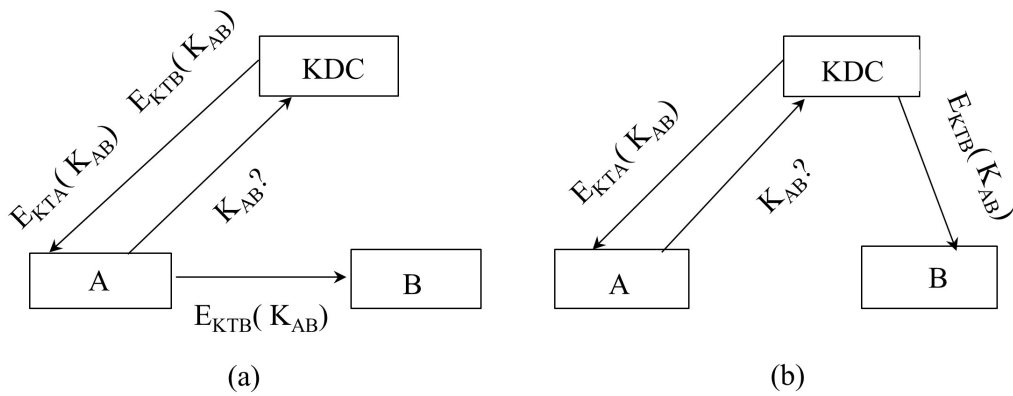 KDC
E_KTB( K_AB)
E_KTA( K_AB)
K_AB?
A
B
E_KTB( K_AB)
(a)
KDC
E_KTA( K_AB)
K_AB?
E_KTB( K_AB)
A
B
(b)